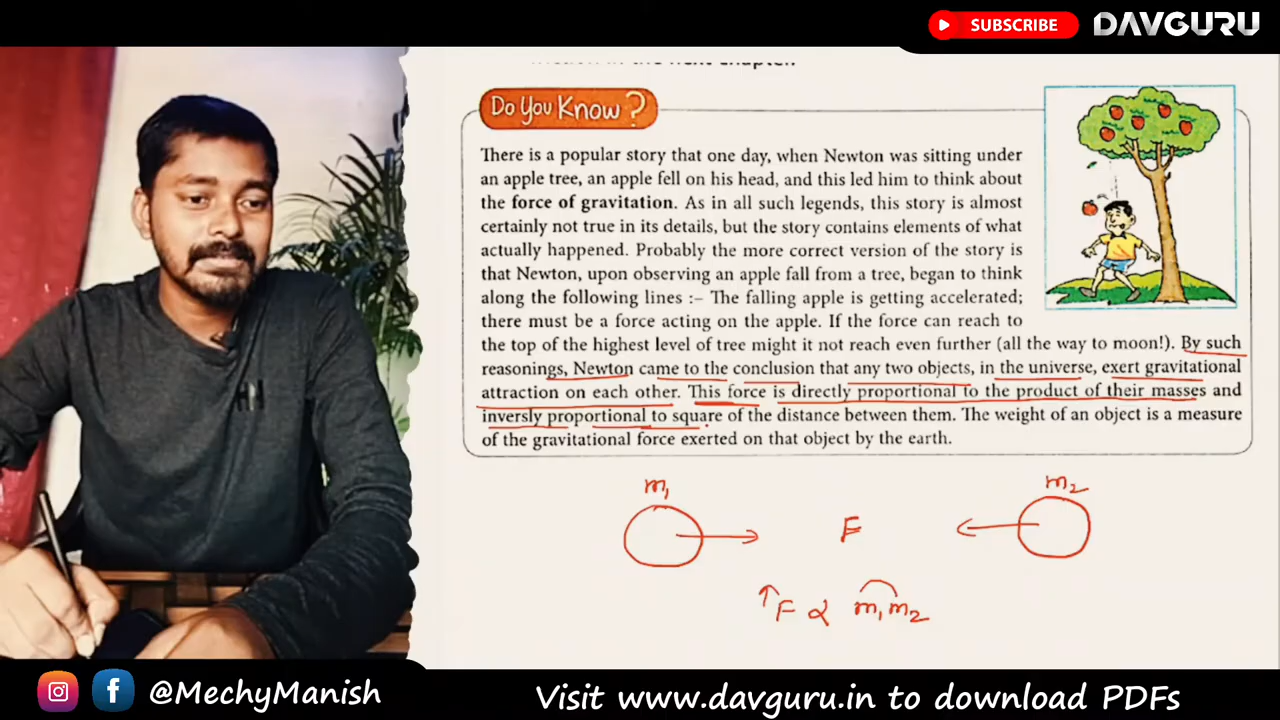 SUBSCRIBE DAVGURU
friction in the next chapter.
Do You Know?
There is a popular story that one day, when Newton was sitting under
an apple tree, an apple fell on his head, and this led him to think about
the force of gravitation. As in all such legends, this story is almost
certainly not true in its details, but the story contains elements of what
actually happened. Probably the more correct version of the story is
that Newton, upon observing an apple fall from a tree, began to think
along the following lines :– The falling apple is getting accelerated;
there must be a force acting on the apple. If the force can reach to
the top of the highest level of tree might it not reach even further (all the way to moon!). By such
reasonings, Newton came to the conclusion that any two objects, in the universe, exert gravitational
attraction on each other. This force is directly proportional to the product of their masses and
inversly proportional to square of the distance between them. The weight of an object is a measure
of the gravitational force exerted on that object by the earth.
m₁ m₂
F
↑F ∝ m₁m₂
@MechyManish
Visit www.davguru.in to download PDFs